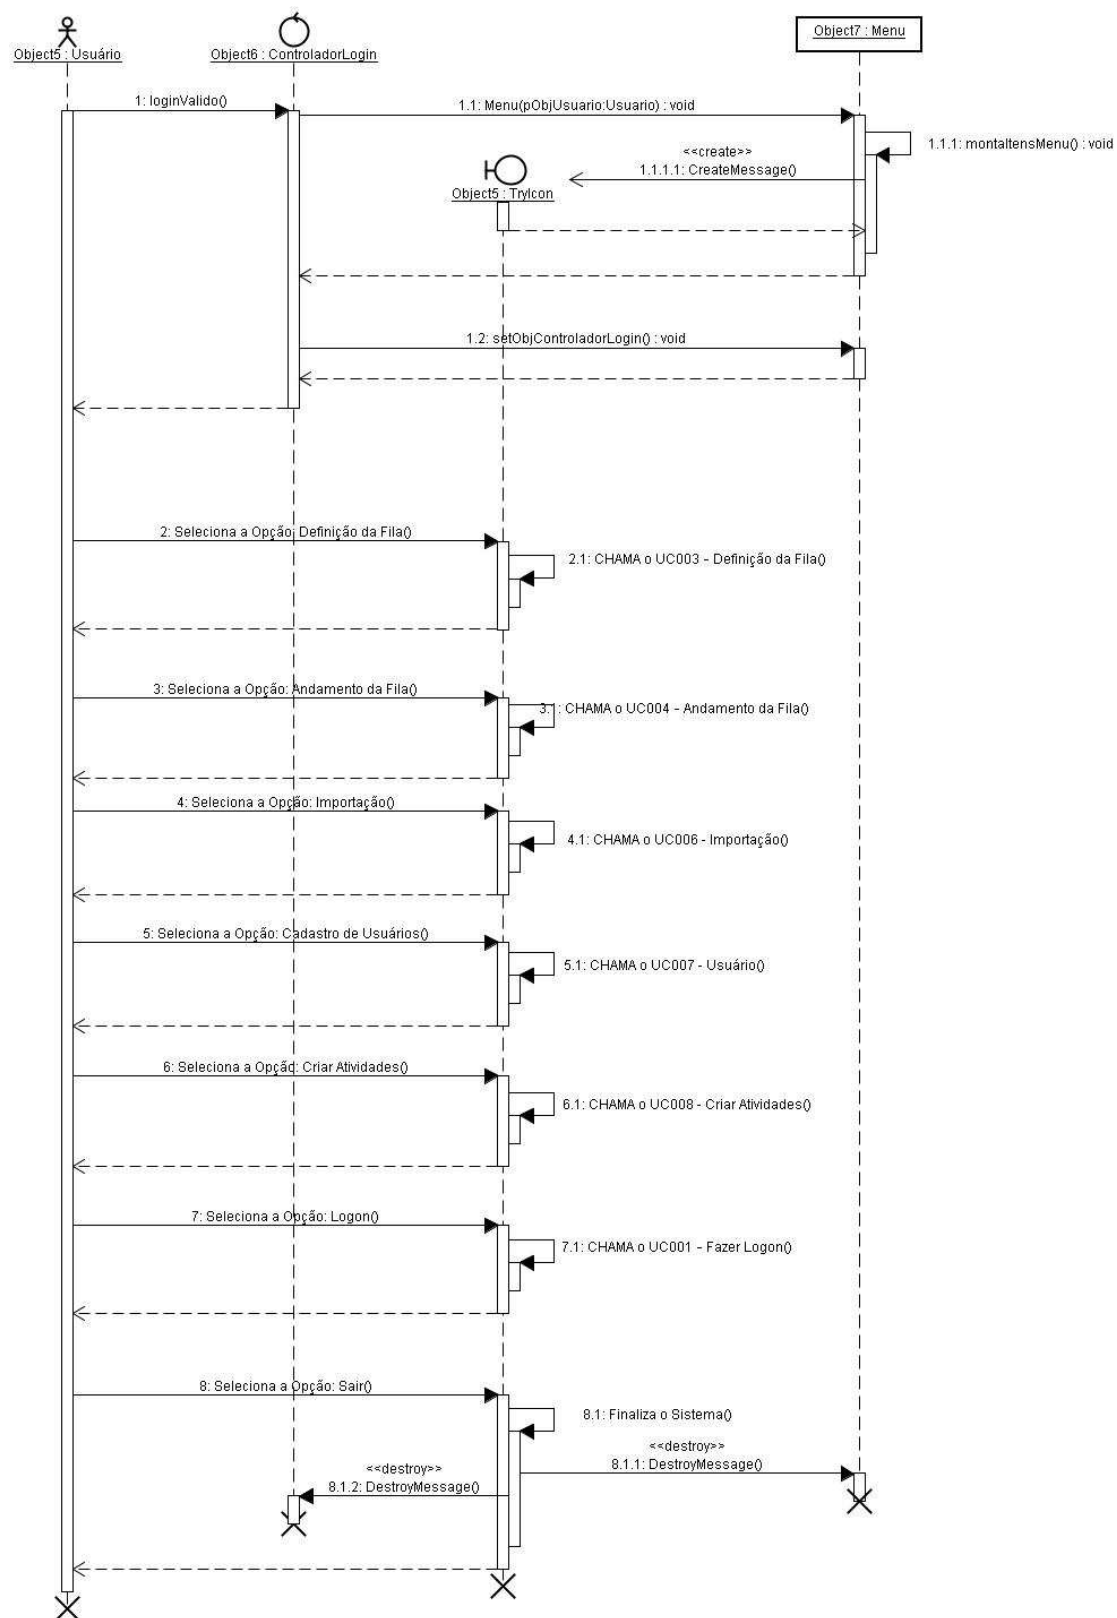 Object5 : Usuário
Object6 : ControladorLogin
Object7 : Menu
1: loginValido()
1.1: Menu(pObjUsuario:Usuario) : void
1.1.1: montaItensMenu() : void
<<create>>
1.1.1.1: CreateMessage()
Object5 : TryIcon
1.2: setObjControladorLogin() : void
2: Seleciona a Opção: Definição da Fila()
2.1: CHAMA o UC003 - Definição da Fila()
3: Seleciona a Opção: Andamento da Fila()
3.1: CHAMA o UC004 - Andamento da Fila()
4: Seleciona a Opção: Importação()
4.1: CHAMA o UC006 - Importação()
5: Seleciona a Opção: Cadastro de Usuários()
5.1: CHAMA o UC007 - Usuário()
6: Seleciona a Opção: Criar Atividades()
6.1: CHAMA o UC008 - Criar Atividades()
7: Seleciona a Opção: Logon()
7.1: CHAMA o UC001 - Fazer Logon()
8: Seleciona a Opção: Sair()
8.1: Finaliza o Sistema()
<<destroy>>
8.1.1: DestroyMessage()
<<destroy>>
8.1.2: DestroyMessage()